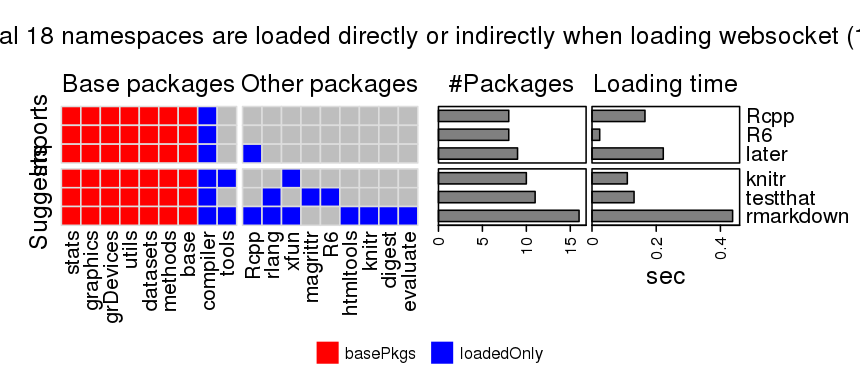 al 18 namespaces are loaded directly or indirectly when loading websocket (
Base packages Other packages #Packages Loading time
Imports
Suggests
Rcpp
R6
later
knitr
testthat
rmarkdown
stats
graphics
grDevices
utils
datasets
methods
base
compiler
tools
Rcpp
rlang
xfun
magrittr
R6
htmltools
knitr
digest
evaluate
0 5 10 15
0 0.2 0.4
sec
basePkgs loadedOnly